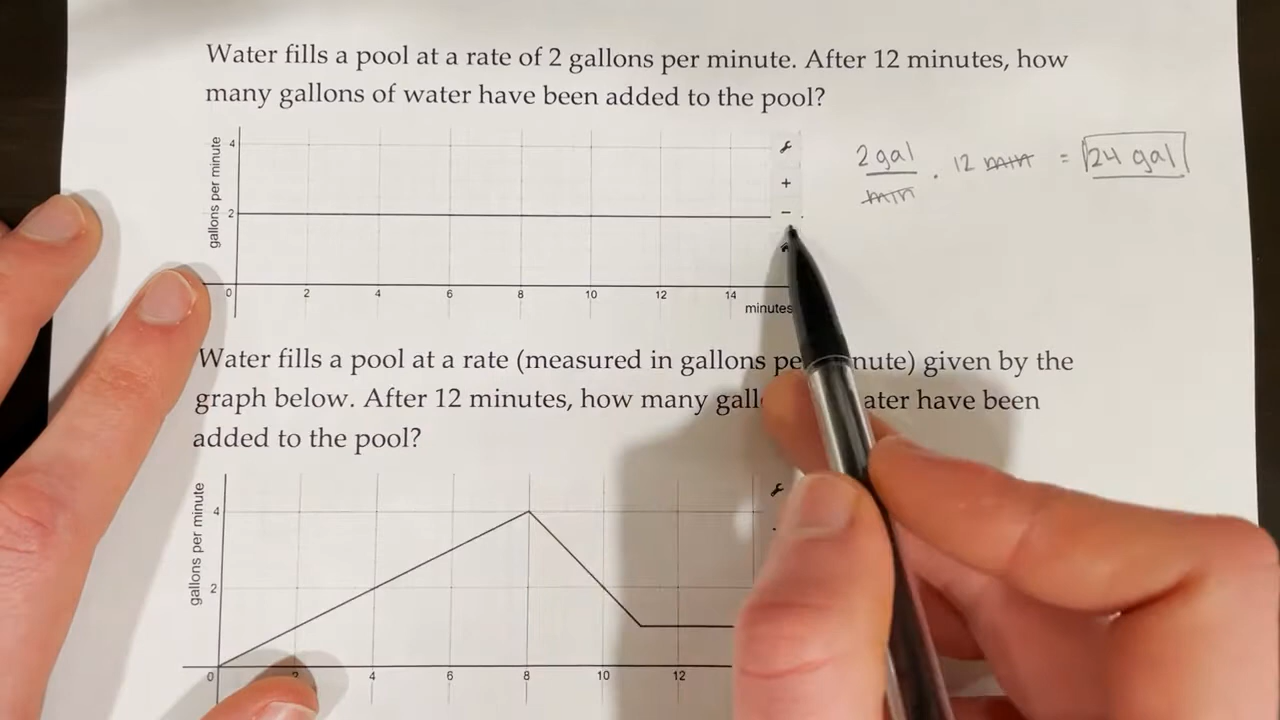 Water fills a pool at a rate of 2 gallons per minute. After 12 minutes, how
many gallons of water have been added to the pool?
gallons per minute
4
2
0 2 4 6 8 10 12 14
minutes
+
−
2 gal
min
· 12 min = 24 gal
Water fills a pool at a rate (measured in gallons pe nute) given by the
graph below. After 12 minutes, how many gall ater have been
added to the pool?
gallons per minute
4
2
0 2 4 6 8 10 12